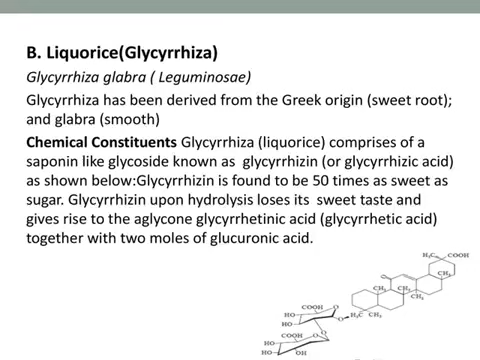 B. Liquorice(Glycyrrhiza)
Glycyrrhiza glabra ( Leguminosae)
Glycyrrhiza has been derived from the Greek origin (sweet root);
and glabra (smooth)
Chemical Constituents Glycyrrhiza (liquorice) comprises of a
saponin like glycoside known as glycyrrhizin (or glycyrrhizic acid)
as shown below:Glycyrrhizin is found to be 50 times as sweet as
sugar. Glycyrrhizin upon hydrolysis loses its sweet taste and
gives rise to the aglycone glycyrrhetinic acid (glycyrrhetic acid)
together with two moles of glucuronic acid.
H₃C COOH
O
CH₃ CH₃ CH₃
CH₃
COOH O
HO O H₃C CH₃
HO
COOH O
HO
HO OH